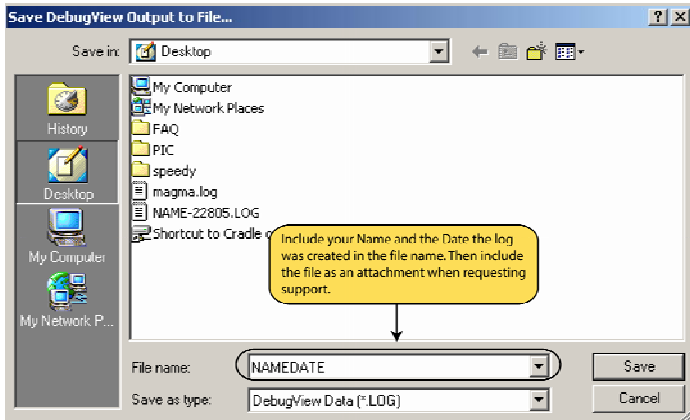 Save DebugView Output to File...
Save in:
Desktop
History
Desktop
My Computer
My Network P...
My Computer
My Network Places
FAQ
PIC
speedy
magma.log
NAME-22805.LOG
Shortcut to Cradle
Include your Name and the Date the log
was created in the file name. Then include
the file as an attachment when requesting
support.
File name:
NAMEDATE
Save
Save as type:
DebugView Data (*.LOG)
Cancel